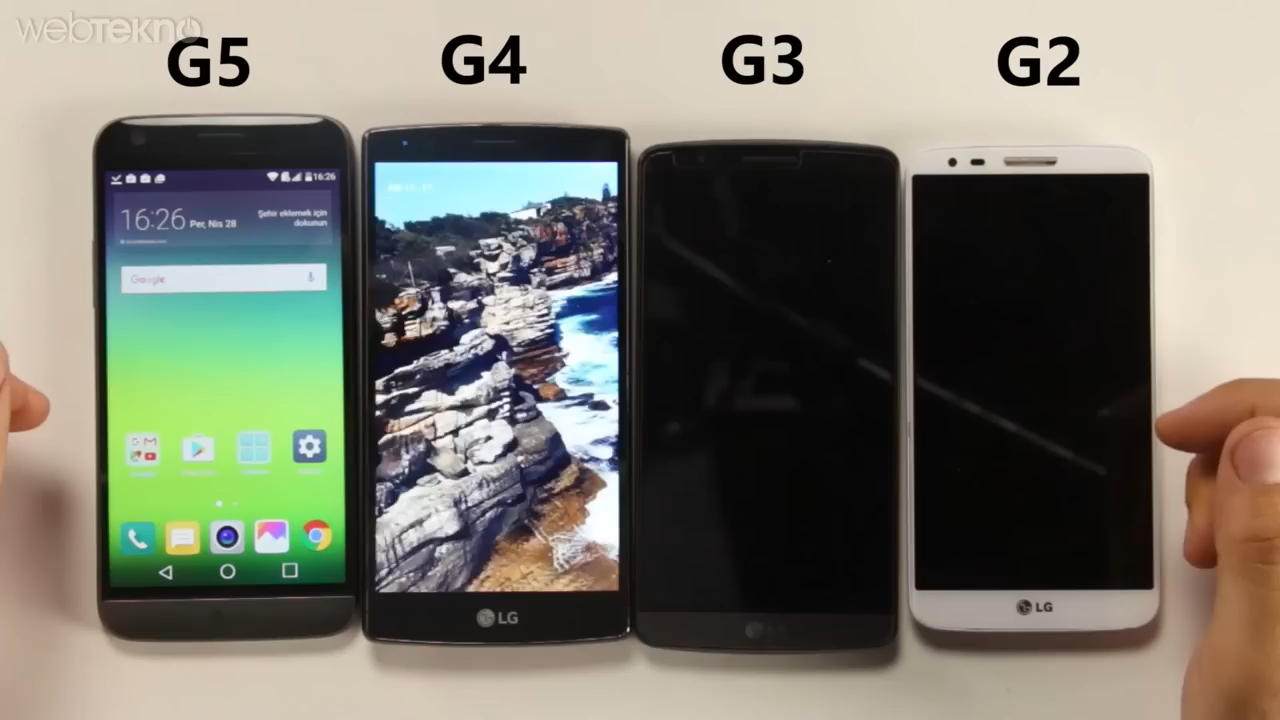 webTEKNO
G5
G4
G3
G2
16:26
16:26
Per, Nis 28
Şehir eklemek için
dokunun
Google
LG
LG
LG